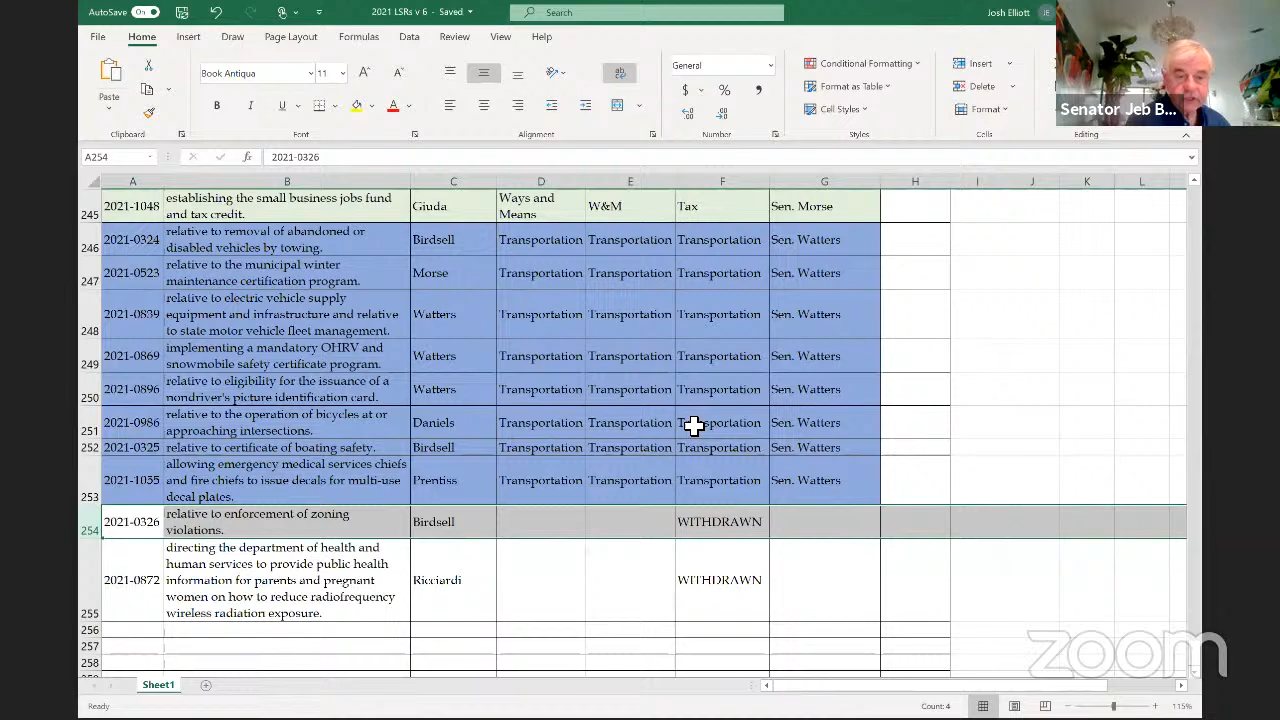 AutoSave On 2021 LSRs v 6 - Saved Search Josh Elliott JE
File Home Insert Draw Page Layout Formulas Data Review View Help
Paste Book Antiqua 11 General Conditional Formatting Insert
Format as Table Delete
B I U $ % , Cell Styles Format
Clipboard Font Alignment Number Styles Cells Editing
Senator Jeb B...
A254 fx 2021-0326
A B C D E F G H I J K L
245 2021-1048 establishing the small business jobs fund Giuda Ways and W&M Tax Sen. Morse
and tax credit. Means
246 2021-0324 relative to removal of abandoned or Birdsell Transportation Transportation Transportation Sen. Watters
disabled vehicles by towing.
247 2021-0523 relative to the municipal winter Morse Transportation Transportation Transportation Sen. Watters
maintenance certification program.
248 2021-0839 relative to electric vehicle supply Watters Transportation Transportation Transportation Sen. Watters
equipment and infrastructure and relative
to state motor vehicle fleet management.
249 2021-0869 implementing a mandatory OHRV and Watters Transportation Transportation Transportation Sen. Watters
snowmobile safety certificate program.
250 2021-0896 relative to eligibility for the issuance of a Watters Transportation Transportation Transportation Sen. Watters
nondriver's picture identification card.
251 2021-0986 relative to the operation of bicycles at or Daniels Transportation Transportation Transportation Sen. Watters
approaching intersections.
252 2021-0325 relative to certificate of boating safety. Birdsell Transportation Transportation Transportation Sen. Watters
253 2021-1055 allowing emergency medical services chiefs Prentiss Transportation Transportation Transportation Sen. Watters
and fire chiefs to issue decals for multi-use
decal plates.
254 2021-0326 relative to enforcement of zoning Birdsell WITHDRAWN
violations.
255 2021-0872 directing the department of health and Ricciardi WITHDRAWN
human services to provide public health
information for parents and pregnant
women on how to reduce radiofrequency
wireless radiation exposure.
256
257
258
zoom
Sheet1
Ready Count: 4 115%